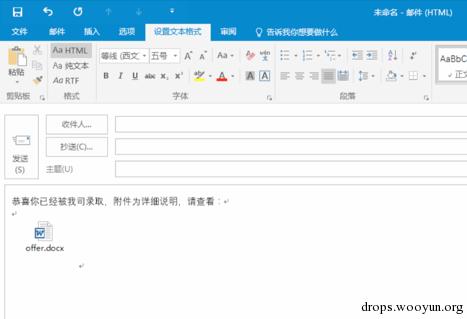 未命名 - 邮件 (HTML)
文件 邮件 插入 选项 设置文本格式 审阅 告诉我你想要做什么
粘贴
剪贴板
Aa HTML
Aa 纯文本
Aa RTF
格式
等线 (西文 五号 A A Aa
B I U abc x₂ x² A
字体
段落
AaBbC
正文
发送
(S)
收件人...
抄送(C)...
主题(U)
恭喜你已经被我司录取，附件为详细说明，请查看：
offer.docx
drops.wooyun.org